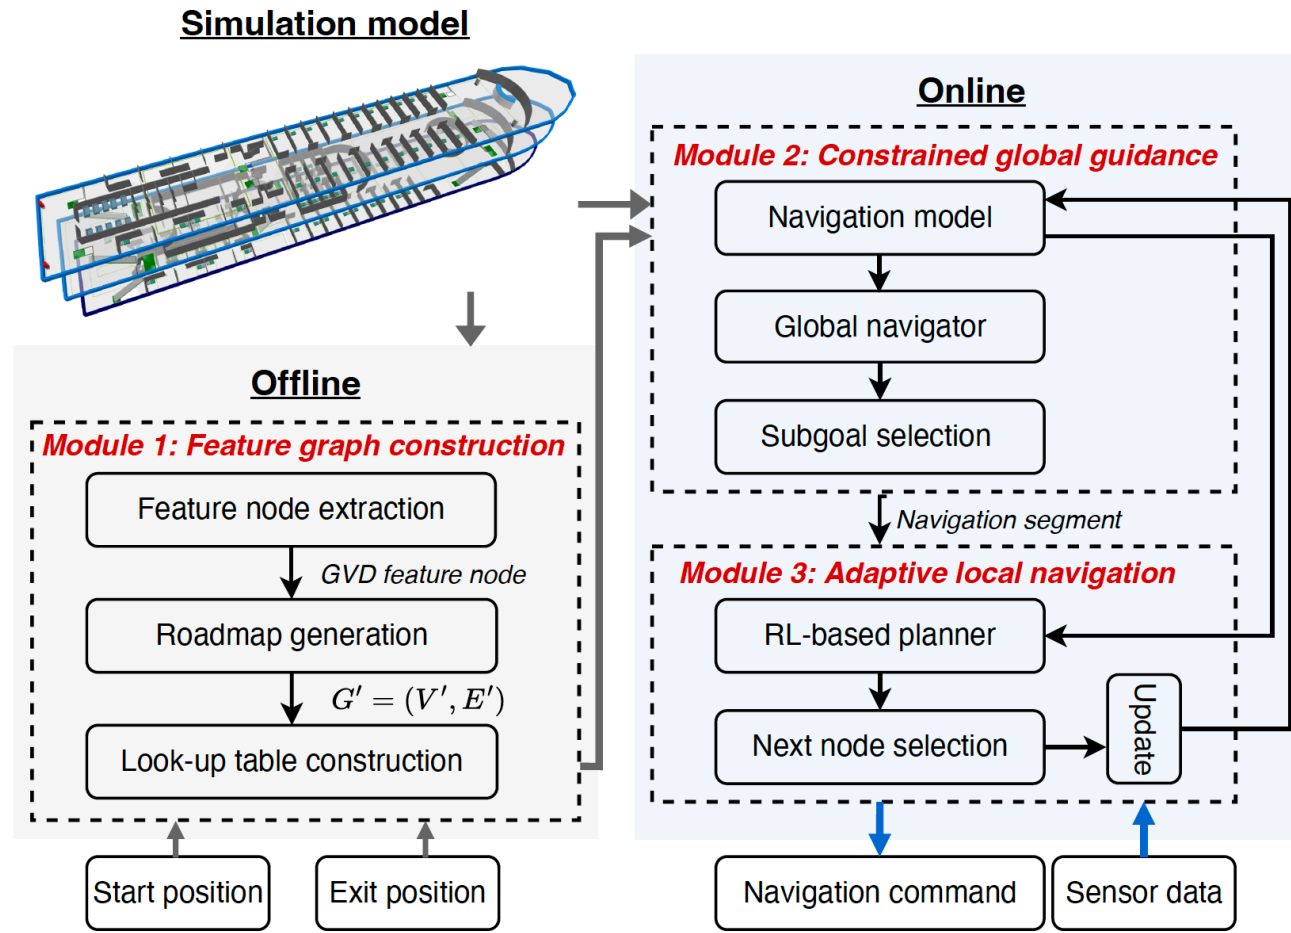 Simulation model
Offline
Module 1: Feature graph construction
Feature node extraction
GVD feature node
Roadmap generation
G′ = (V′, E′)
Look-up table construction
Start position
Exit position
Online
Module 2: Constrained global guidance
Navigation model
Global navigator
Subgoal selection
Navigation segment
Module 3: Adaptive local navigation
RL-based planner
Next node selection
Update
Navigation command
Sensor data